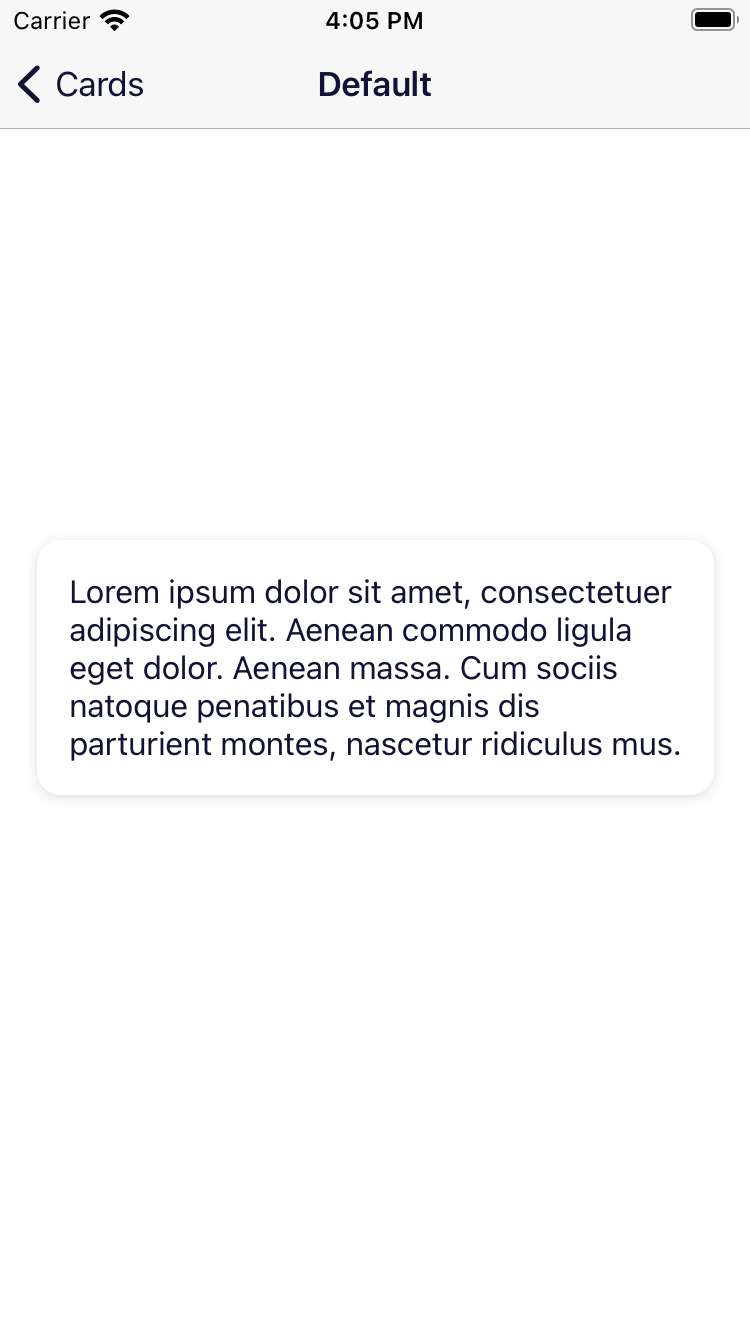 Carrier 4:05 PM
Cards Default
Lorem ipsum dolor sit amet, consectetuer
adipiscing elit. Aenean commodo ligula
eget dolor. Aenean massa. Cum sociis
natoque penatibus et magnis dis
parturient montes, nascetur ridiculus mus.